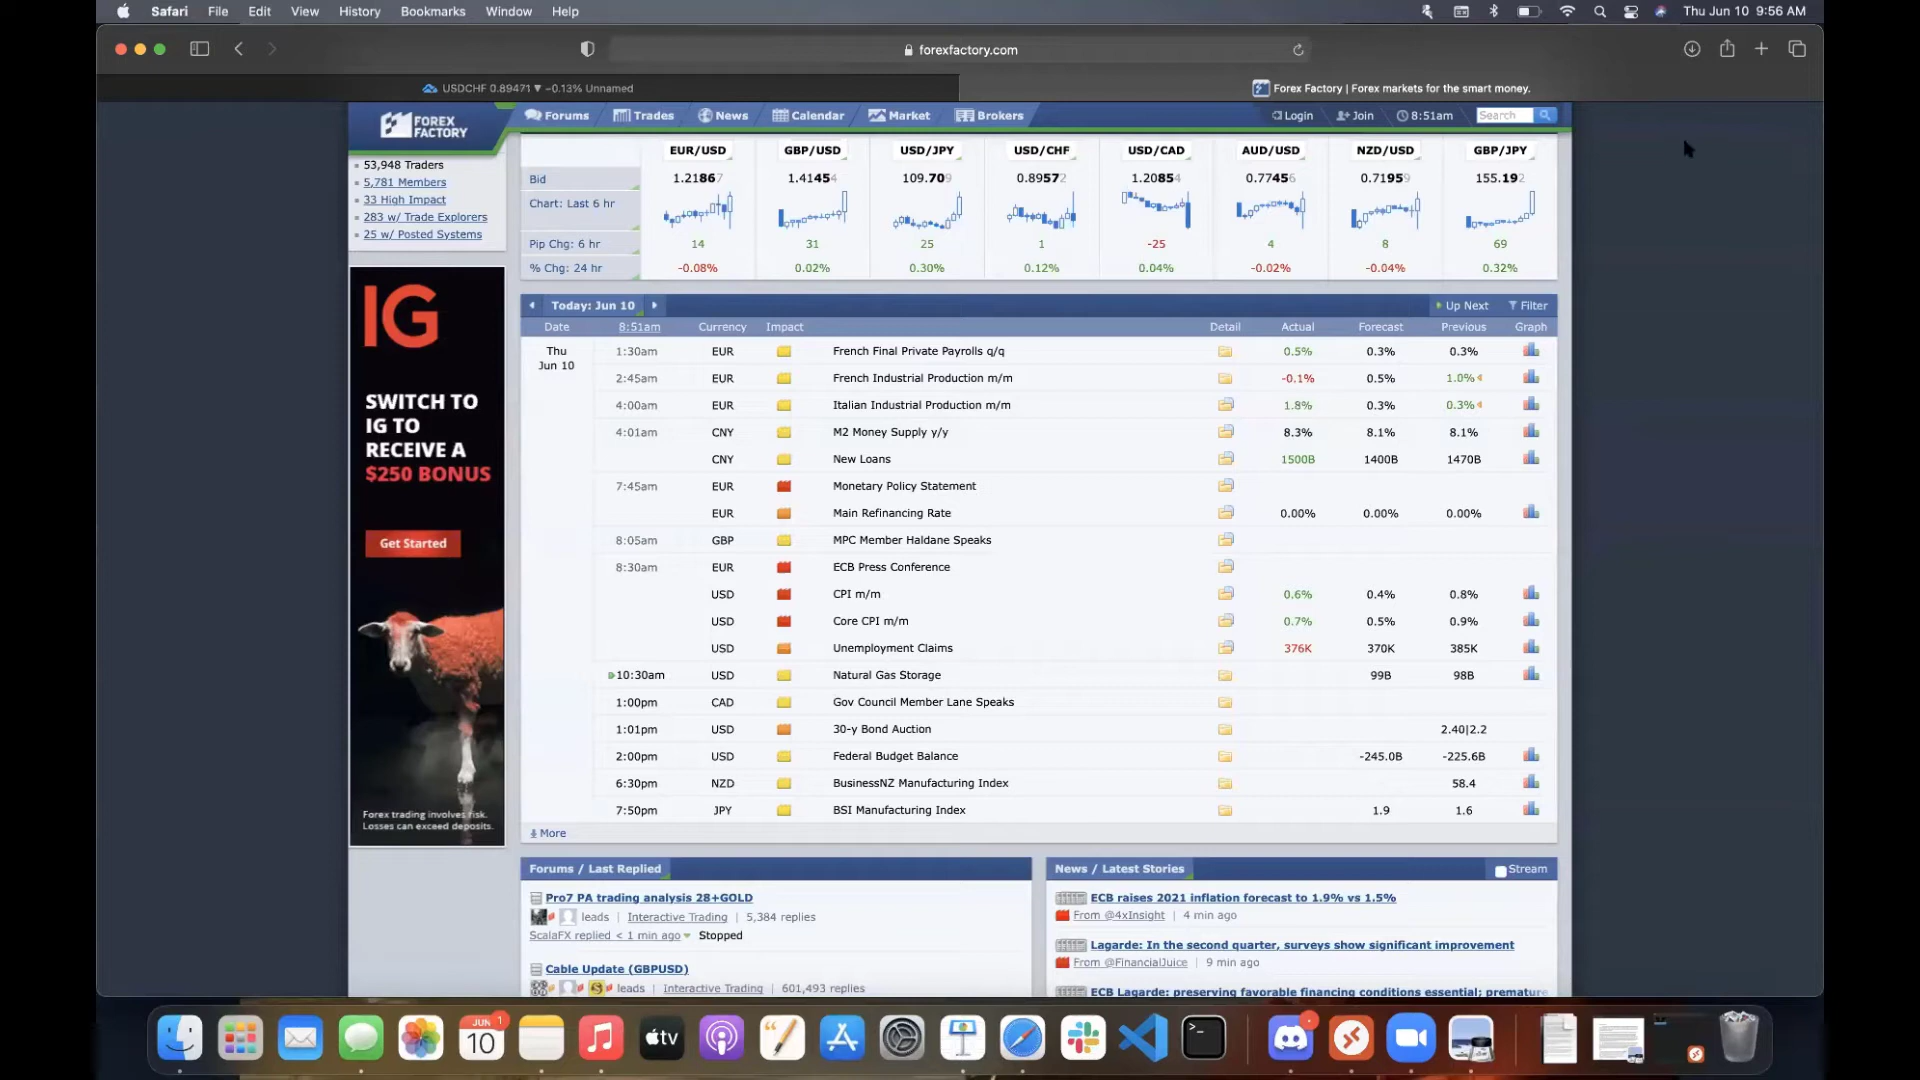 Safari File Edit View History Bookmarks Window Help Thu Jun 10 9:56 AM
forexfactory.com
USDCHF 0.89471 ▼ −0.13% Unnamed
Forex Factory | Forex markets for the smart money.
FOREX FACTORY
Forums Trades News Calendar Market Brokers Login Join 8:51am Search
53,948 Traders
5,781 Members
33 High Impact
283 w/ Trade Explorers
25 w/ Posted Systems
EUR/USD GBP/USD USD/JPY USD/CHF USD/CAD AUD/USD NZD/USD GBP/JPY
Bid 1.21867 1.41454 109.709 0.89572 1.20854 0.77456 0.71959 155.192
Chart: Last 6 hr
Pip Chg: 6 hr 14 31 25 1 -25 4 8 69
% Chg: 24 hr -0.08% 0.02% 0.30% 0.12% 0.04% -0.02% -0.04% 0.32%
IG
SWITCH TO
IG TO
RECEIVE A
$250 BONUS
Get Started
Forex trading involves risk.
Losses can exceed deposits.
Today: Jun 10 Up Next Filter
Date 8:51am Currency Impact Detail Actual Forecast Previous Graph
Thu Jun 10 1:30am EUR French Final Private Payrolls q/q 0.5% 0.3% 0.3%
2:45am EUR French Industrial Production m/m -0.1% 0.5% 1.0%
4:00am EUR Italian Industrial Production m/m 1.8% 0.3% 0.3%
4:01am CNY M2 Money Supply y/y 8.3% 8.1% 8.1%
CNY New Loans 1500B 1400B 1470B
7:45am EUR Monetary Policy Statement
EUR Main Refinancing Rate 0.00% 0.00% 0.00%
8:05am GBP MPC Member Haldane Speaks
8:30am EUR ECB Press Conference
USD CPI m/m 0.6% 0.4% 0.8%
USD Core CPI m/m 0.7% 0.5% 0.9%
USD Unemployment Claims 376K 370K 385K
10:30am USD Natural Gas Storage 99B 98B
1:00pm CAD Gov Council Member Lane Speaks
1:01pm USD 30-y Bond Auction 2.40|2.2
2:00pm USD Federal Budget Balance -245.0B -225.6B
6:30pm NZD BusinessNZ Manufacturing Index 58.4
7:50pm JPY BSI Manufacturing Index 1.9 1.6
More
Forums / Last Replied
Pro7 PA trading analysis 28+GOLD
leads | Interactive Trading | 5,384 replies
ScalaFX replied < 1 min ago Stopped
Cable Update (GBPUSD)
leads | Interactive Trading | 601,493 replies
News / Latest Stories Stream
ECB raises 2021 inflation forecast to 1.9% vs 1.5%
From @4xInsight | 4 min ago
Lagarde: In the second quarter, surveys show significant improvement
From @FinancialJuice | 9 min ago
ECB Lagarde: preserving favorable financing conditions essential; premature
JUN 1
10
tv